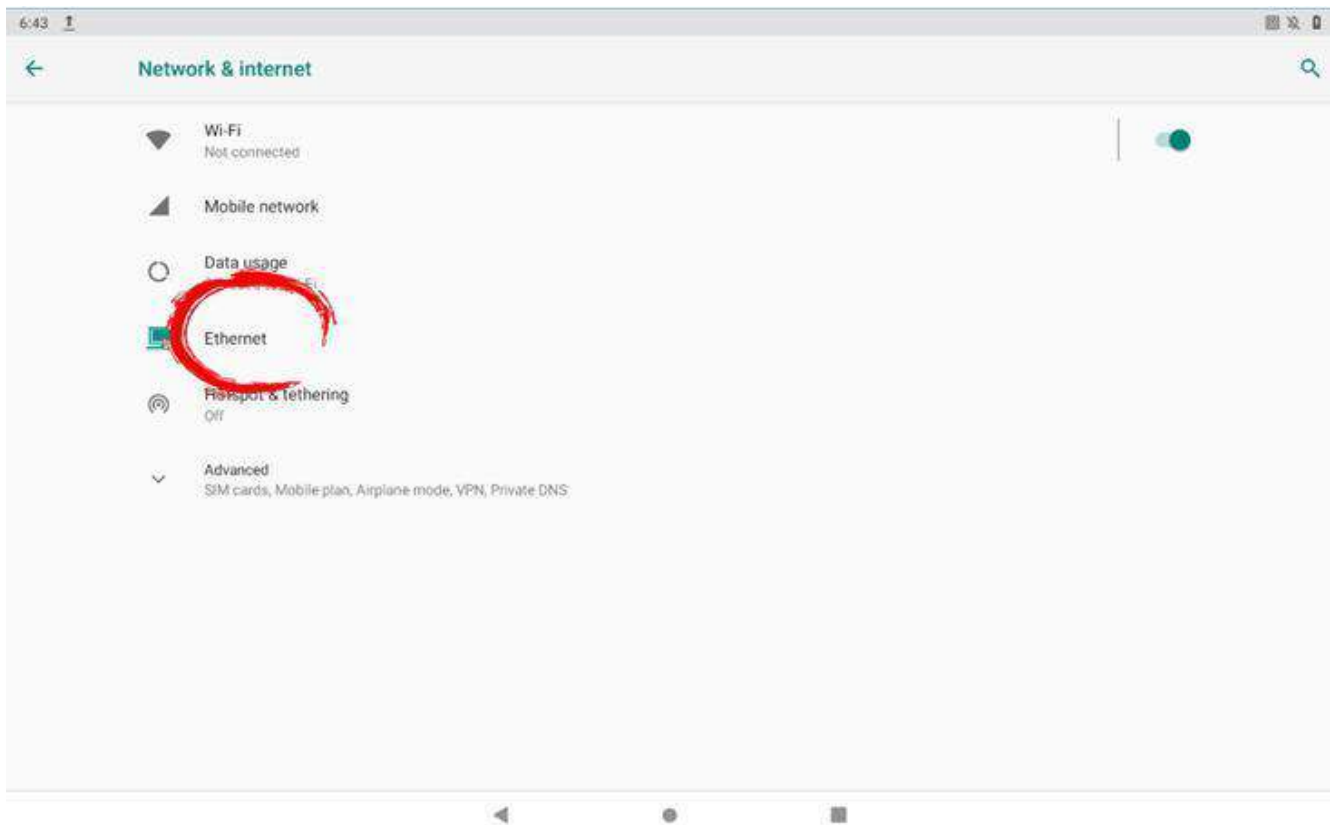 6:43
Network & internet
Wi-Fi
Not connected
Mobile network
Data usage
Ethernet
Hotspot & tethering
Off
Advanced
SIM cards, Mobile plan, Airplane mode, VPN, Private DNS